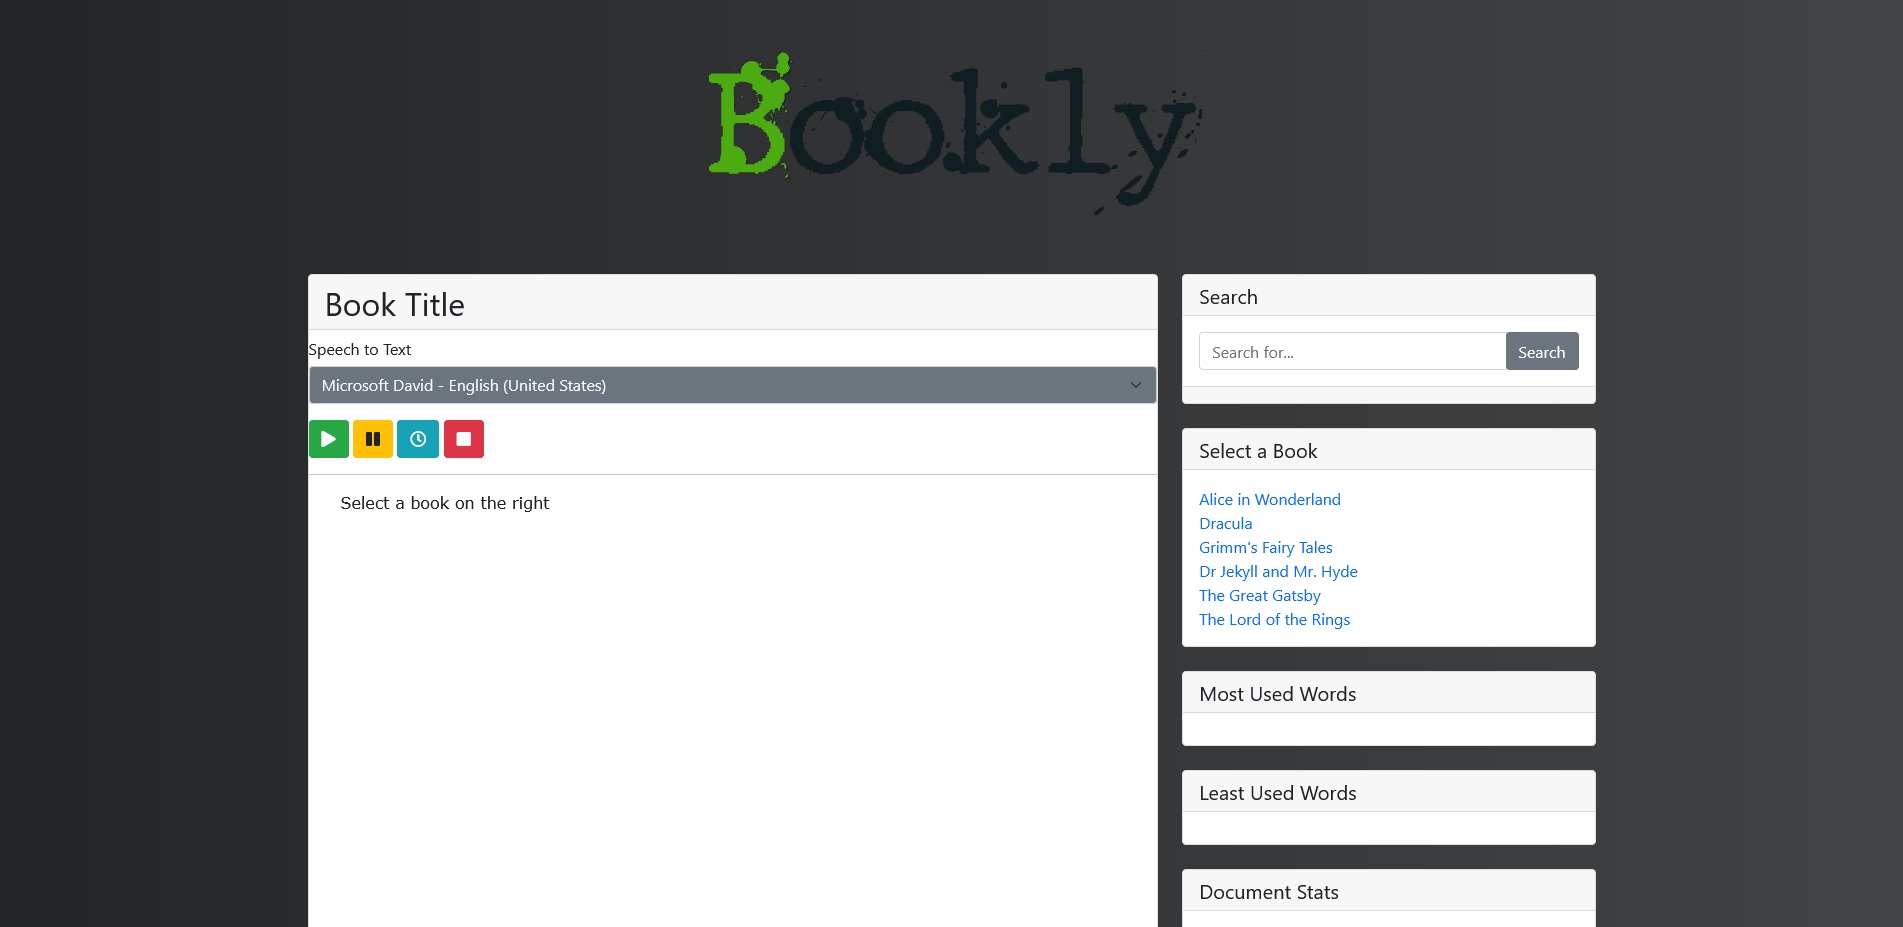 Bookly
Book Title
Speech to Text
Microsoft David - English (United States)
Select a book on the right
Search
Search for...
Search
Select a Book
Alice in Wonderland
Dracula
Grimm's Fairy Tales
Dr Jekyll and Mr. Hyde
The Great Gatsby
The Lord of the Rings
Most Used Words
Least Used Words
Document Stats